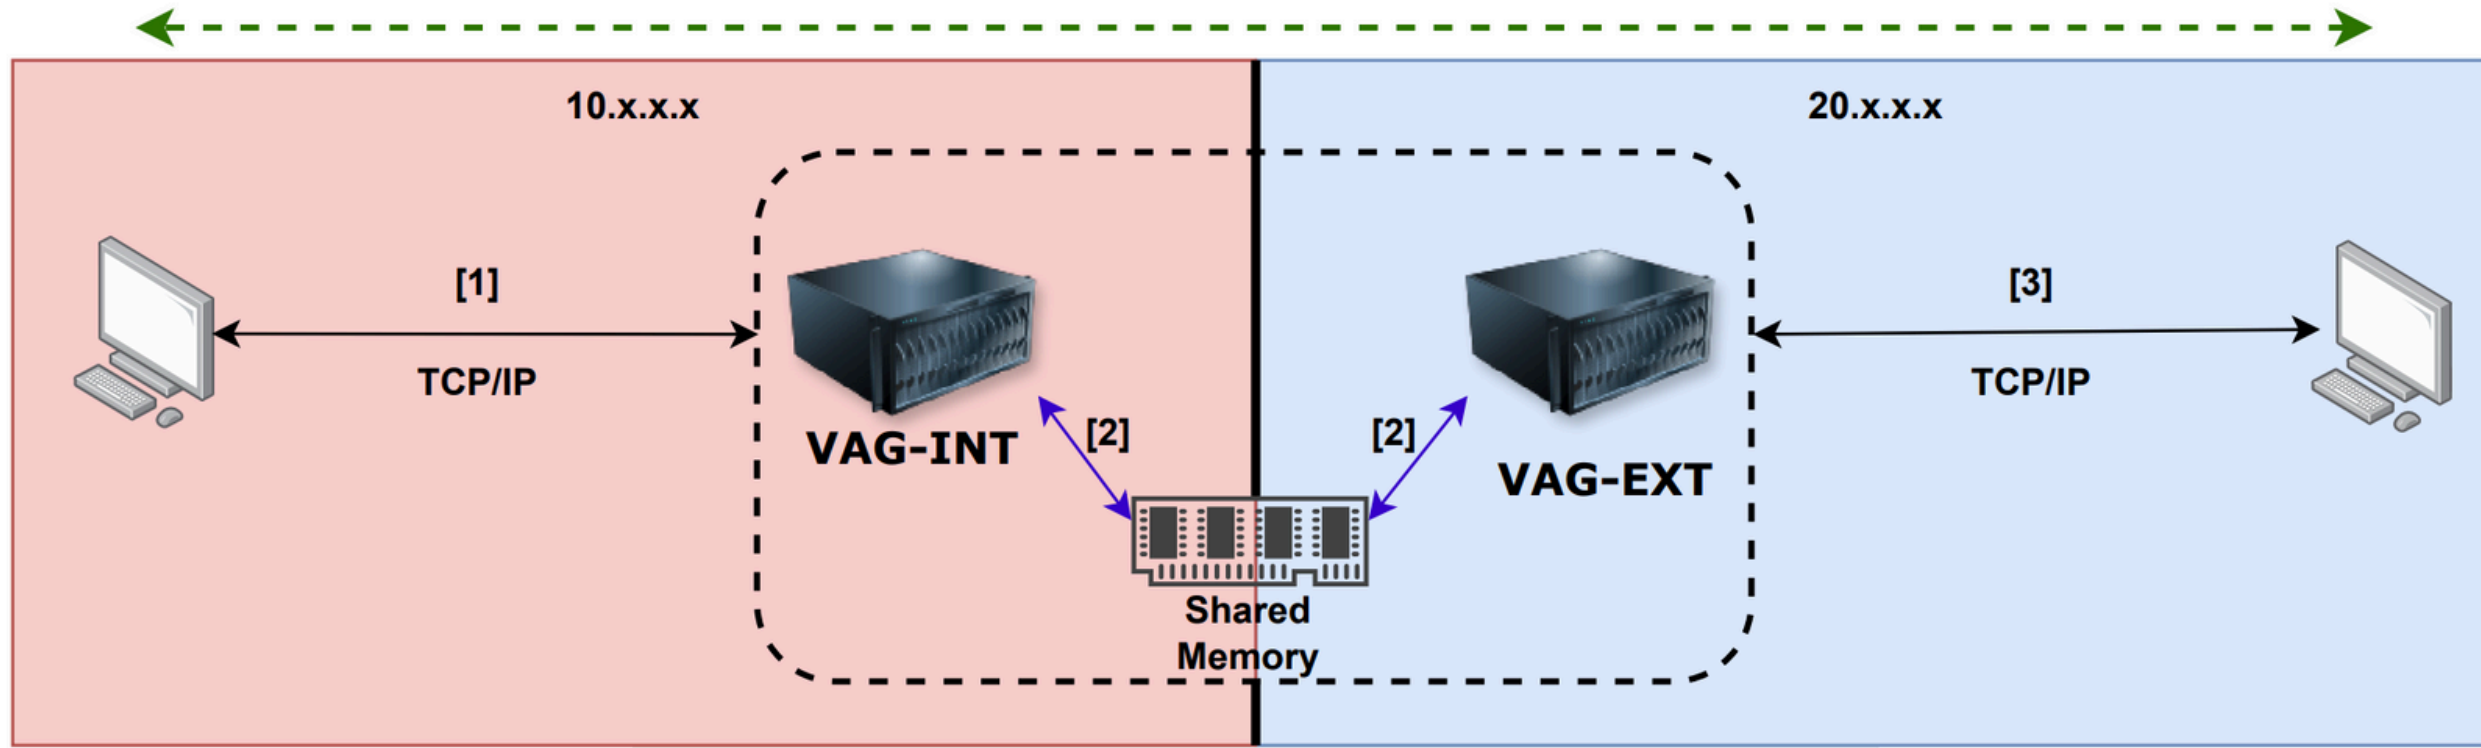 10.x.x.x
20.x.x.x
[1]
[3]
TCP/IP
TCP/IP
VAG-INT
[2]
[2]
VAG-EXT
Shared
Memory